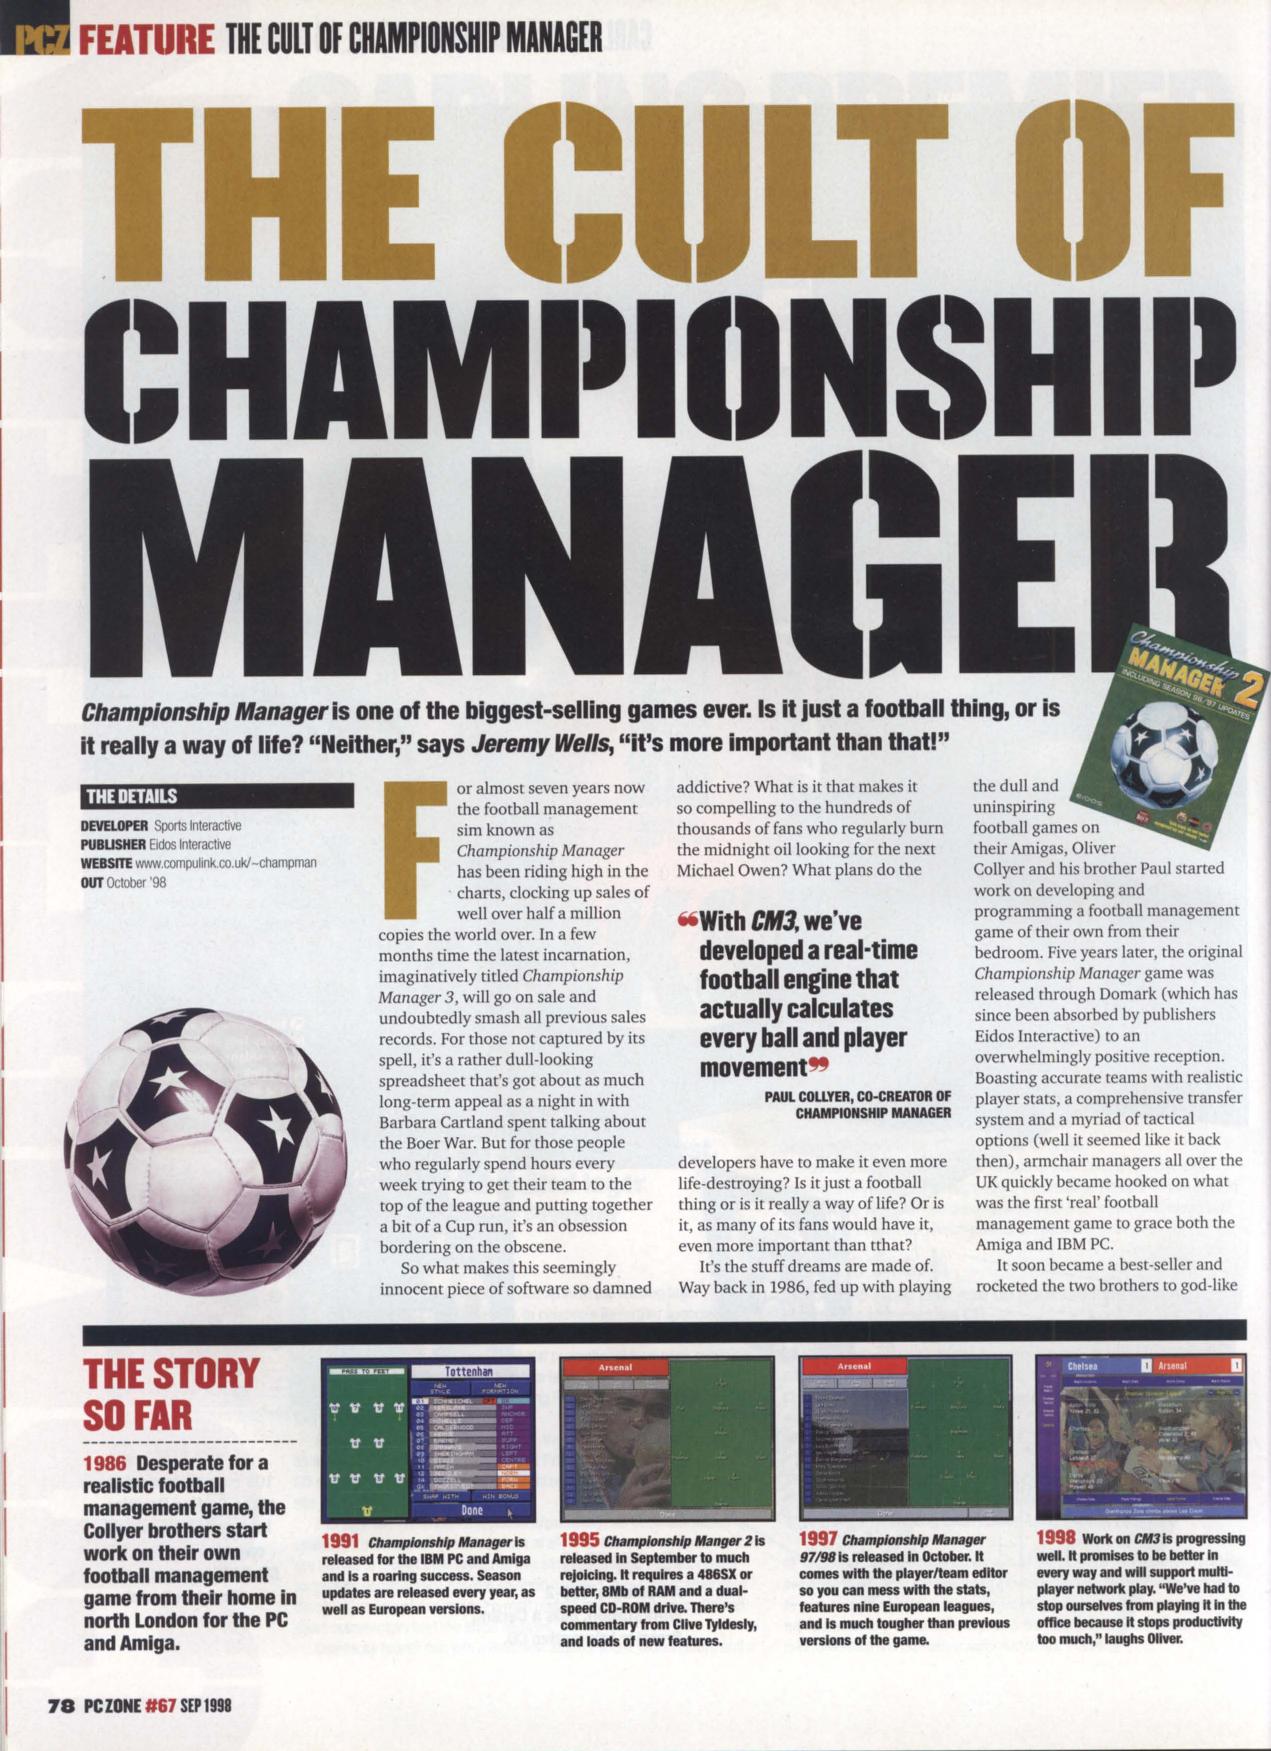 PCZ FEATURE THE CULT OF CHAMPIONSHIP MANAGER
THE CULT OF
CHAMPIONSHIP
MANAGER
Championship Manager is one of the biggest-selling games ever. Is it just a football thing, or is
it really a way of life? “Neither,” says Jeremy Wells, “it’s more important than that!”
Championship
MANAGER 2
INCLUDING SEASON 96/97 UPDATES
THE DETAILS
DEVELOPER Sports Interactive
PUBLISHER Eidos Interactive
WEBSITE www.compulink.co.uk/~champman
OUT October ’98
For almost seven years now
the football management
sim known as
Championship Manager
has been riding high in the
charts, clocking up sales of
well over half a million
copies the world over. In a few
months time the latest incarnation,
imaginatively titled Championship
Manager 3, will go on sale and
undoubtedly smash all previous sales
records. For those not captured by its
spell, it’s a rather dull-looking
spreadsheet that’s got about as much
long-term appeal as a night in with
Barbara Cartland spent talking about
the Boer War. But for those people
who regularly spend hours every
week trying to get their team to the
top of the league and putting together
a bit of a Cup run, it’s an obsession
bordering on the obscene.
So what makes this seemingly
innocent piece of software so damned
addictive? What is it that makes it
so compelling to the hundreds of
thousands of fans who regularly burn
the midnight oil looking for the next
Michael Owen? What plans do the
“With CM3, we’ve
developed a real-time
football engine that
actually calculates
every ball and player
movement”
PAUL COLLYER, CO-CREATOR OF
CHAMPIONSHIP MANAGER
developers have to make it even more
life-destroying? Is it just a football
thing or is it really a way of life? Or is
it, as many of its fans would have it,
even more important than tthat?
It’s the stuff dreams are made of.
Way back in 1986, fed up with playing
the dull and
uninspiring
football games on
their Amigas, Oliver
Collyer and his brother Paul started
work on developing and
programming a football management
game of their own from their
bedroom. Five years later, the original
Championship Manager game was
released through Domark (which has
since been absorbed by publishers
Eidos Interactive) to an
overwhelmingly positive reception.
Boasting accurate teams with realistic
player stats, a comprehensive transfer
system and a myriad of tactical
options (well it seemed like it back
then), armchair managers all over the
UK quickly became hooked on what
was the first ‘real’ football
management game to grace both the
Amiga and IBM PC.
It soon became a best-seller and
rocketed the two brothers to god-like
THE STORY
SO FAR
1986 Desperate for a
realistic football
management game, the
Collyer brothers start
work on their own
football management
game from their home in
north London for the PC
and Amiga.
PASS TO FEET
Tottenham
NEW STYLE
NEW FORMATION
SWAP WITH
WIN BONUS
Done
1991 Championship Manager is
released for the IBM PC and Amiga
and is a roaring success. Season
updates are released every year, as
well as European versions.
Arsenal
1995 Championship Manger 2 is
released in September to much
rejoicing. It requires a 486SX or
better, 8Mb of RAM and a dual-
speed CD-ROM drive. There’s
commentary from Clive Tyldesly,
and loads of new features.
Arsenal
1997 Championship Manager
97/98 is released in October. It
comes with the player/team editor
so you can mess with the stats,
features nine European leagues,
and is much tougher than previous
versions of the game.
Chelsea 1 Arsenal 1
1998 Work on CM3 is progressing
well. It promises to be better in
every way and will support multi-
player network play. “We’ve had to
stop ourselves from playing it in the
office because it stops productivity
too much,” laughs Oliver.
78 PC ZONE #67 SEP 1998